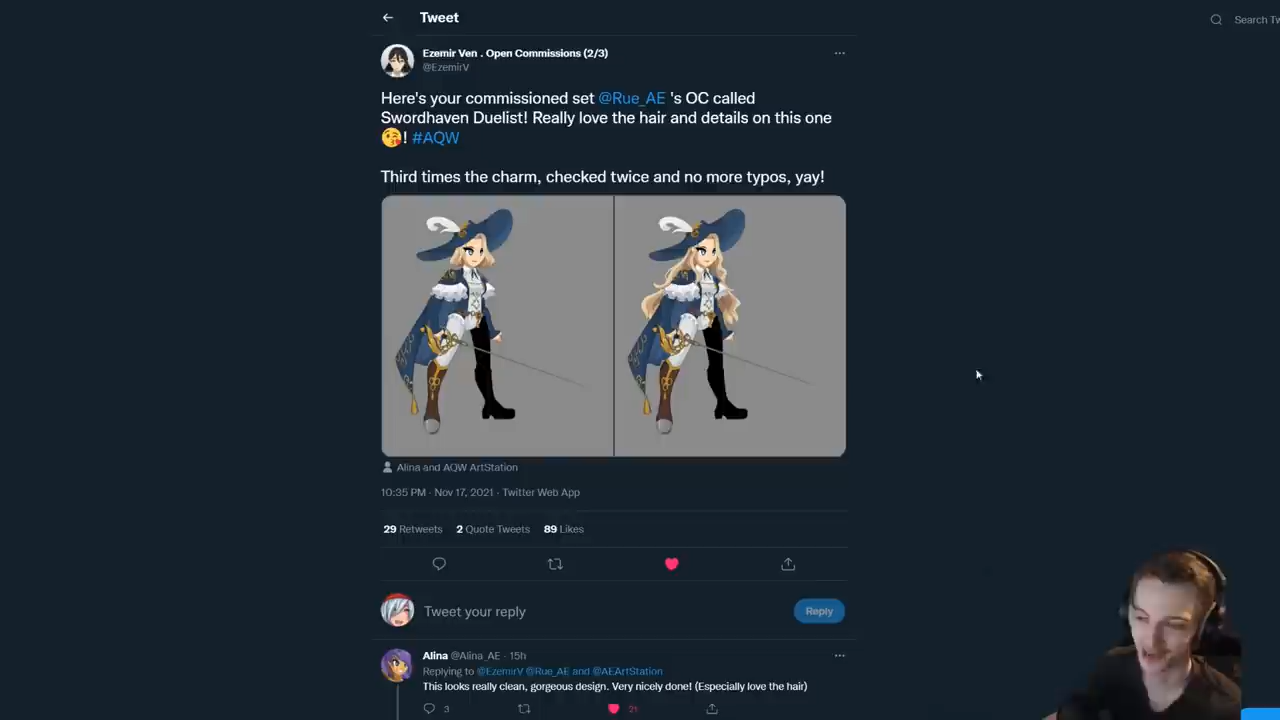 Tweet
Search Tw
Ezemir Ven . Open Commissions (2/3)
@EzemirV
Here's your commissioned set @Rue_AE 's OC called
Swordhaven Duelist! Really love the hair and details on this one
😘! #AQW
Third times the charm, checked twice and no more typos, yay!
Alina and AQW ArtStation
10:35 PM · Nov 17, 2021 · Twitter Web App
29 Retweets 2 Quote Tweets 89 Likes
Tweet your reply
Reply
Alina @Alina_AE · 15h
Replying to @EzemirV @Rue_AE and @AEArtStation
This looks really clean, gorgeous design. Very nicely done! (Especially love the hair)
3 21